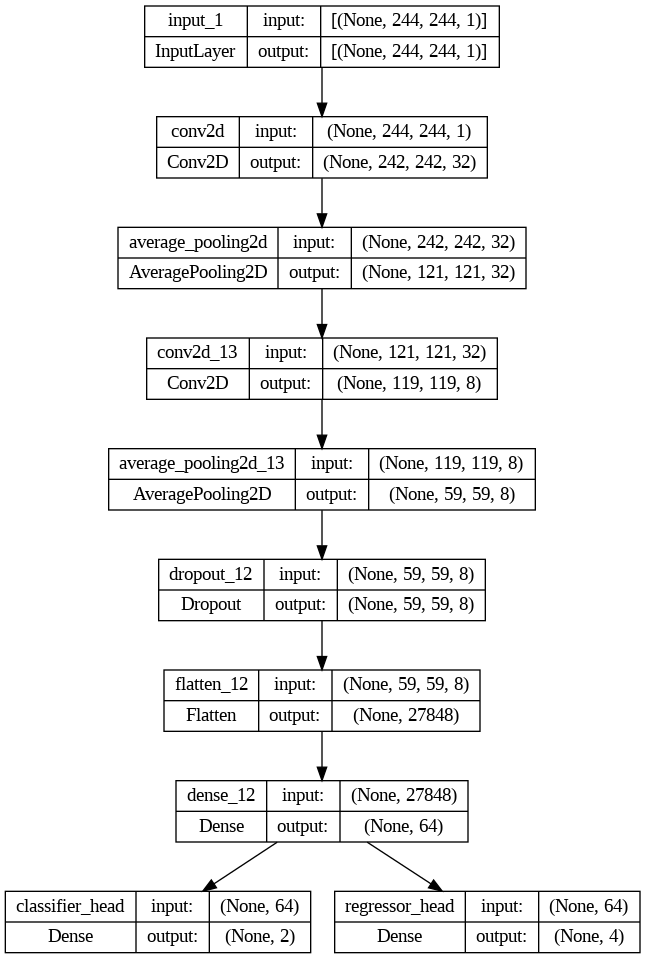 input_1 input: [(None, 244, 244, 1)]
InputLayer output: [(None, 244, 244, 1)]
conv2d input: (None, 244, 244, 1)
Conv2D output: (None, 242, 242, 32)
average_pooling2d input: (None, 242, 242, 32)
AveragePooling2D output: (None, 121, 121, 32)
conv2d_13 input: (None, 121, 121, 32)
Conv2D output: (None, 119, 119, 8)
average_pooling2d_13 input: (None, 119, 119, 8)
AveragePooling2D output: (None, 59, 59, 8)
dropout_12 input: (None, 59, 59, 8)
Dropout output: (None, 59, 59, 8)
flatten_12 input: (None, 59, 59, 8)
Flatten output: (None, 27848)
dense_12 input: (None, 27848)
Dense output: (None, 64)
classifier_head input: (None, 64)
Dense output: (None, 2)
regressor_head input: (None, 64)
Dense output: (None, 4)